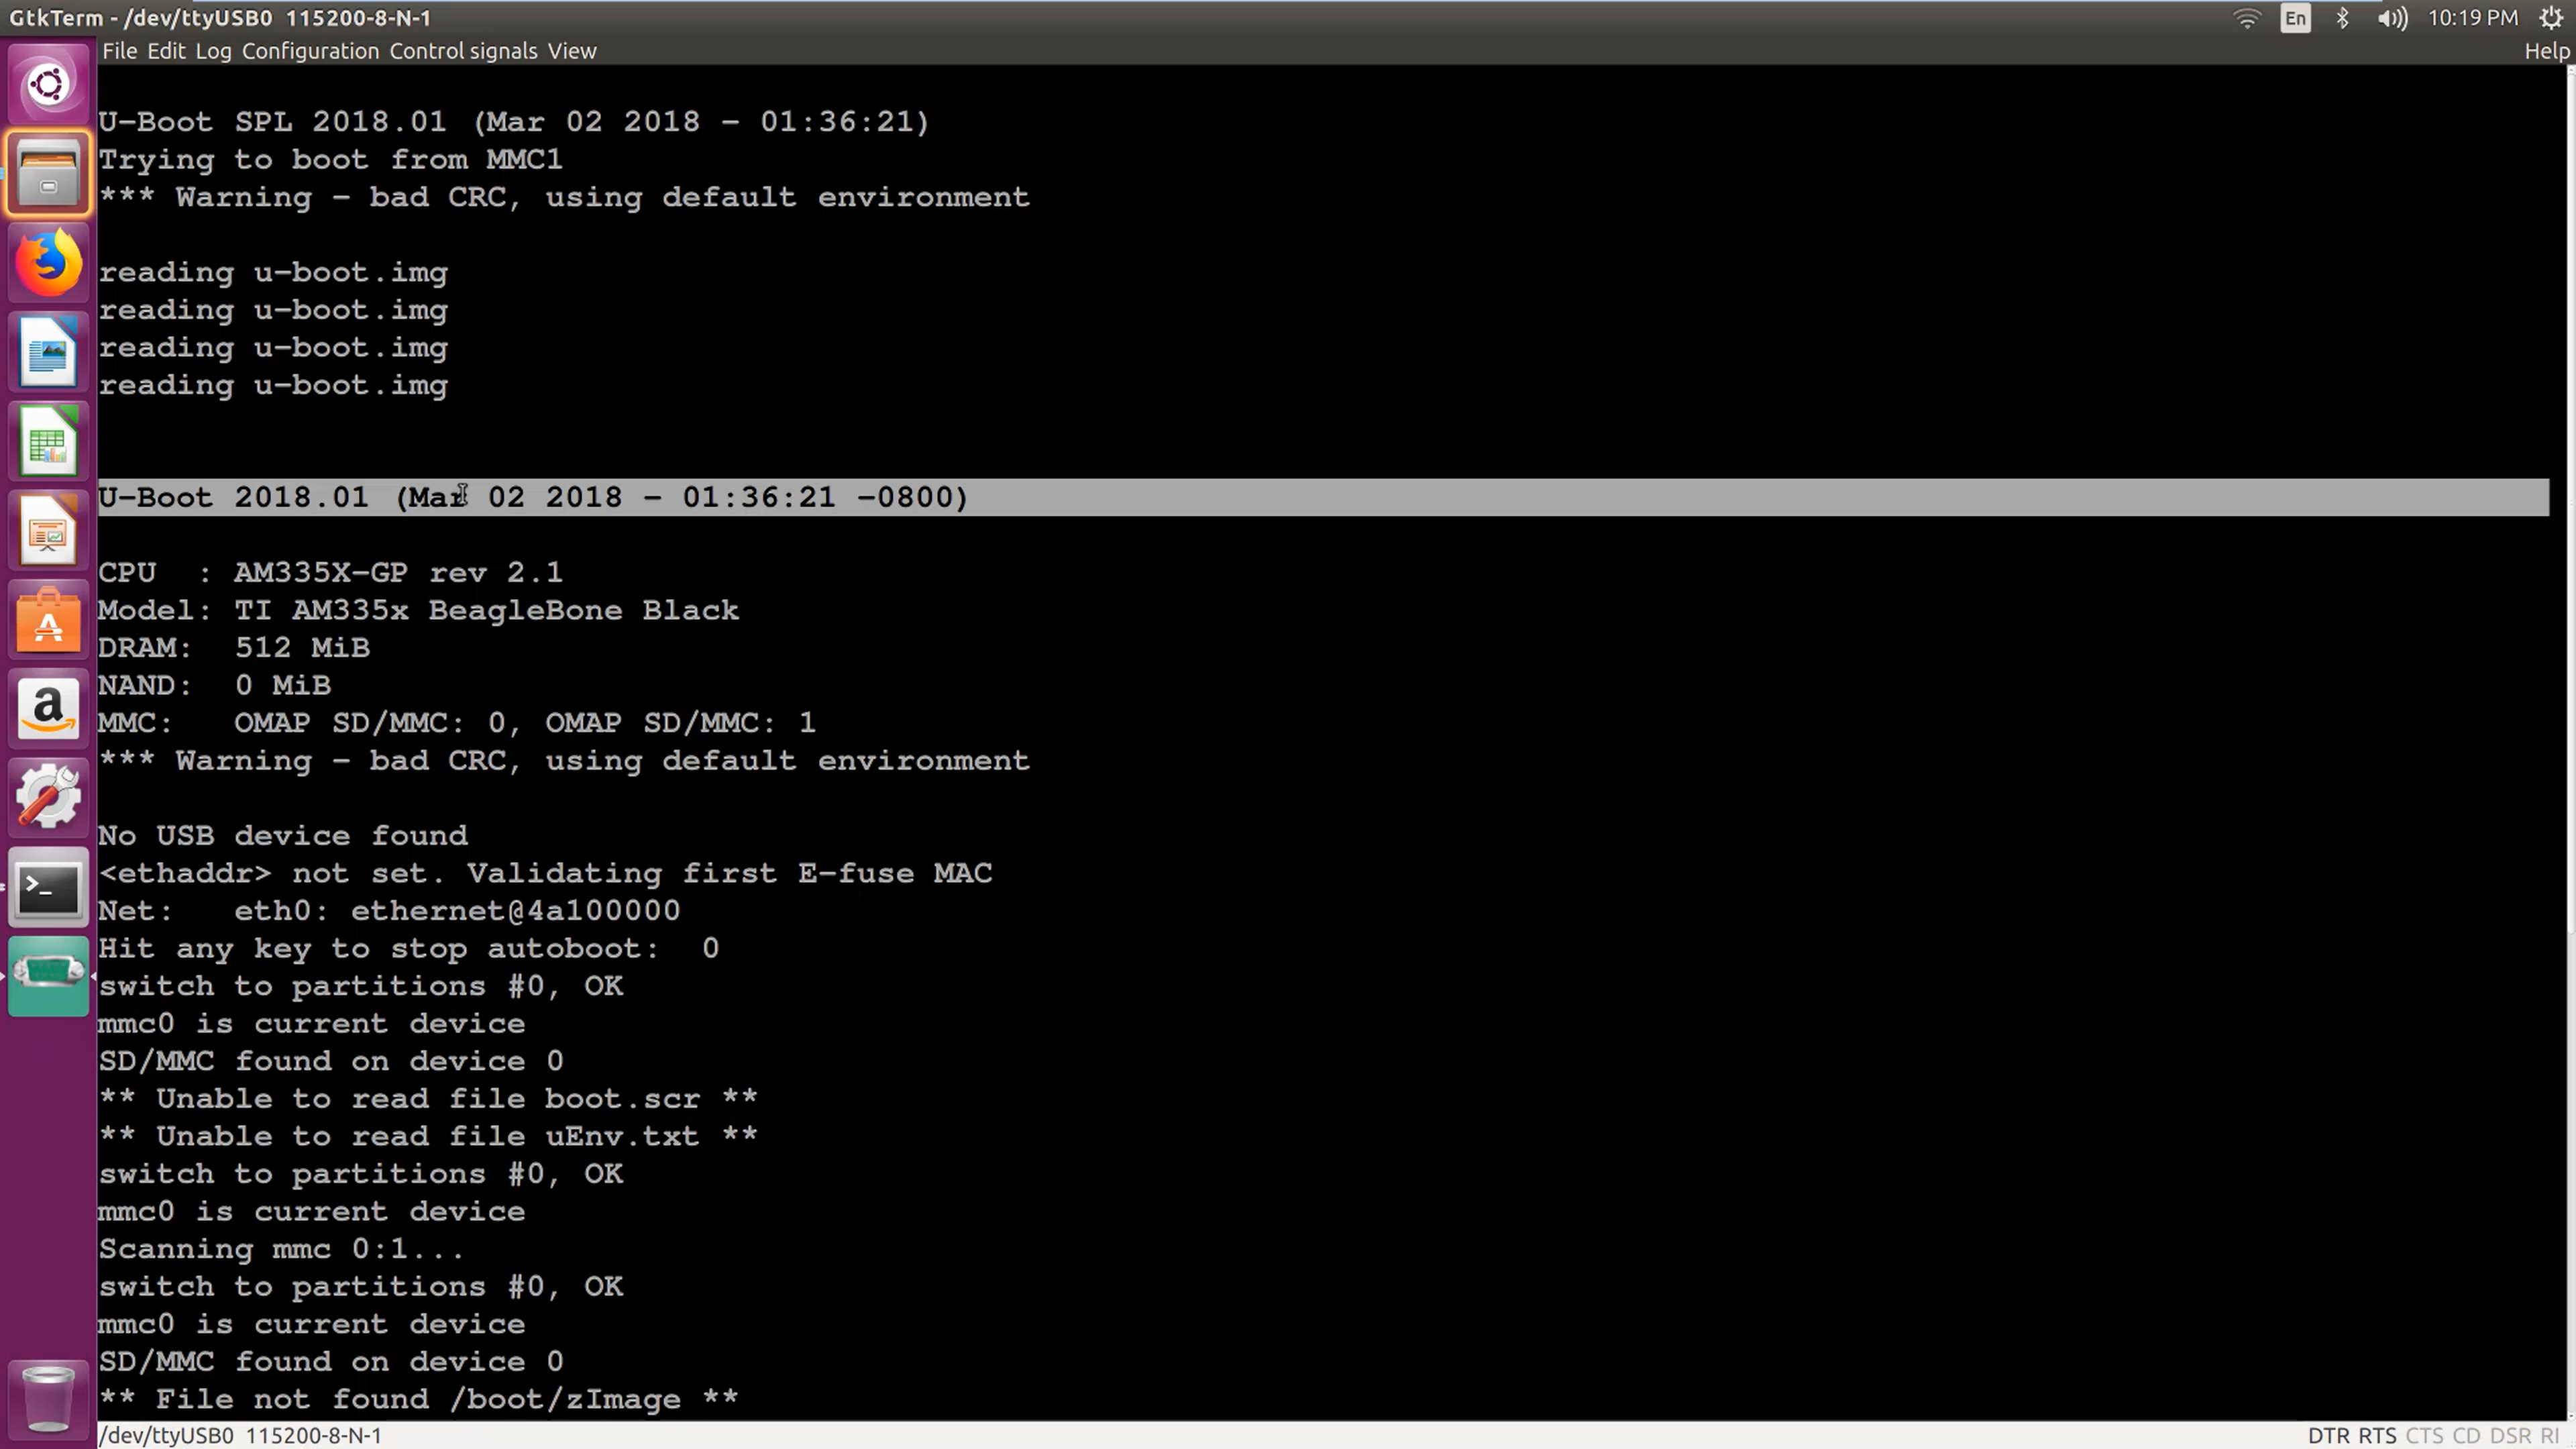 GtkTerm - /dev/ttyUSB0 115200-8-N-1
En 10:19 PM
File Edit Log Configuration Control signals View Help
U-Boot SPL 2018.01 (Mar 02 2018 - 01:36:21)
Trying to boot from MMC1
*** Warning - bad CRC, using default environment
reading u-boot.img
reading u-boot.img
reading u-boot.img
reading u-boot.img
U-Boot 2018.01 (Mar 02 2018 - 01:36:21 -0800)
CPU  : AM335X-GP rev 2.1
Model: TI AM335x BeagleBone Black
DRAM:  512 MiB
NAND:  0 MiB
MMC:   OMAP SD/MMC: 0, OMAP SD/MMC: 1
*** Warning - bad CRC, using default environment
No USB device found
<ethaddr> not set. Validating first E-fuse MAC
Net:   eth0: ethernet@4a100000
Hit any key to stop autoboot:  0
switch to partitions #0, OK
mmc0 is current device
SD/MMC found on device 0
** Unable to read file boot.scr **
** Unable to read file uEnv.txt **
switch to partitions #0, OK
mmc0 is current device
Scanning mmc 0:1...
switch to partitions #0, OK
mmc0 is current device
SD/MMC found on device 0
** File not found /boot/zImage **
/dev/ttyUSB0 115200-8-N-1 DTR RTS CTS CD DSR RI